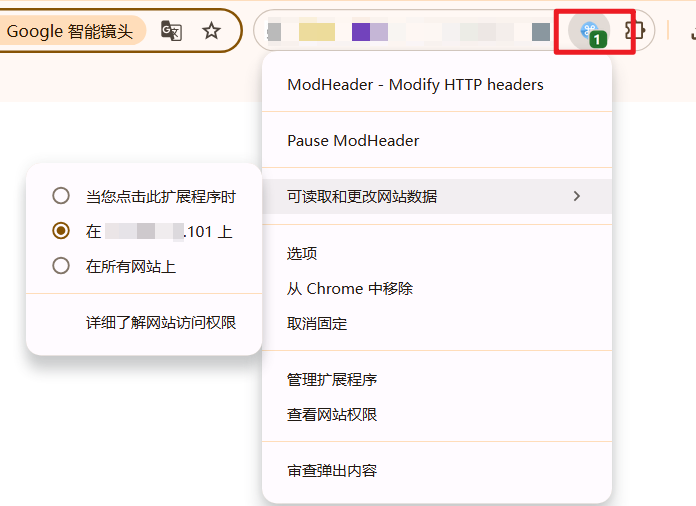 Google 智能镜头
1
ModHeader - Modify HTTP headers
Pause ModHeader
可读取和更改网站数据
当您点击此扩展程序时
在 .101 上
在所有网站上
详细了解网站访问权限
选项
从 Chrome 中移除
取消固定
管理扩展程序
查看网站权限
审查弹出内容